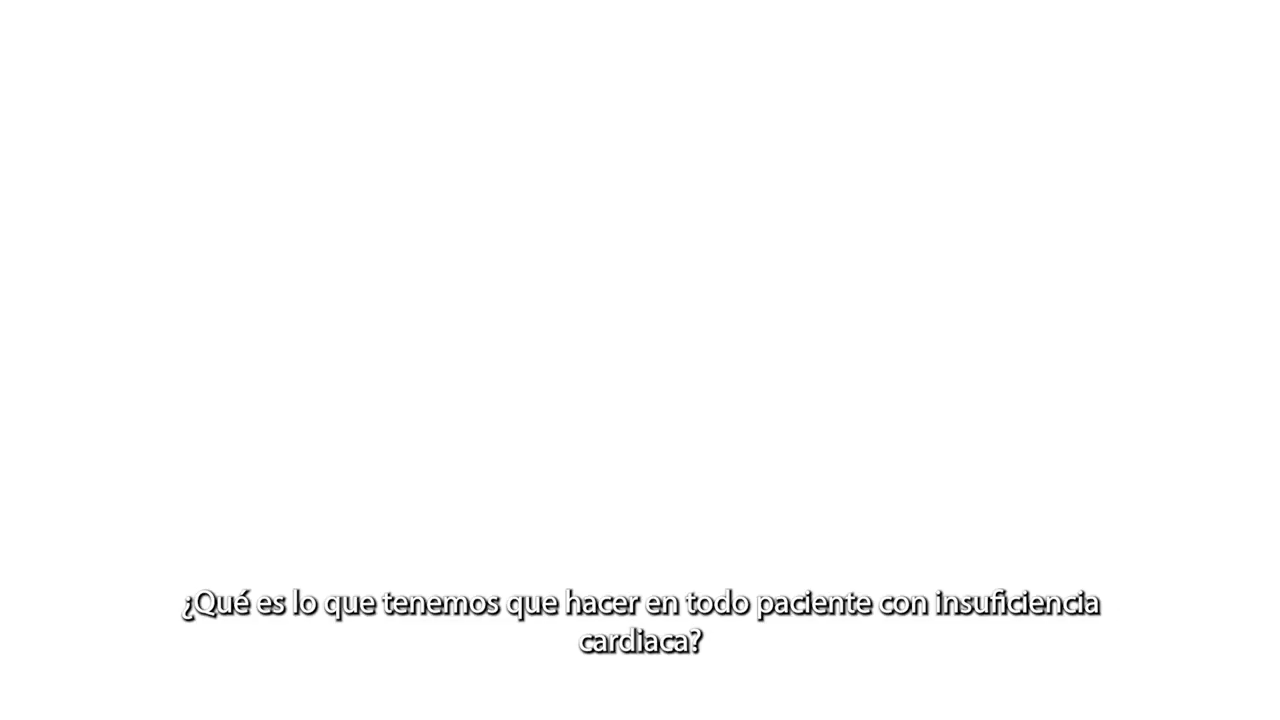 ¿Qué es lo que tenemos que hacer en todo paciente con insuficiencia
cardiaca?